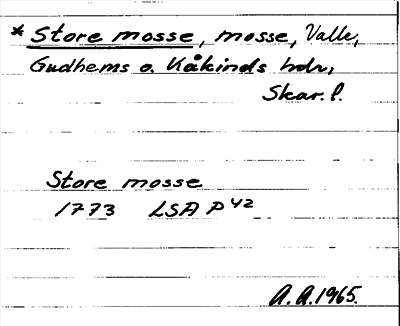 * Store mosse, mosse, Valle,
Gudhems o. Kåkinds hdr,
Skar. l.
Store mosse
1773 LSA P 42
A. A. 1965.